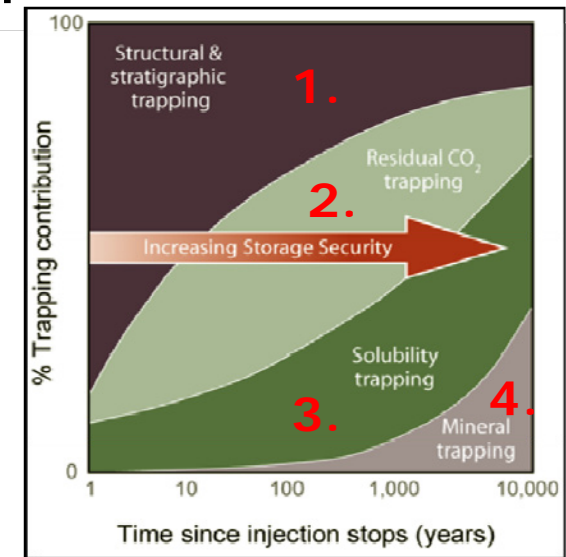 100
Structural &
stratigraphic
trapping
1.
Residual CO₂
trapping
2.
Increasing Storage Security
Solubility
trapping
3.
4.
Mineral
trapping
% Trapping contribution
0
1 10 100 1,000 10,000
Time since injection stops (years)